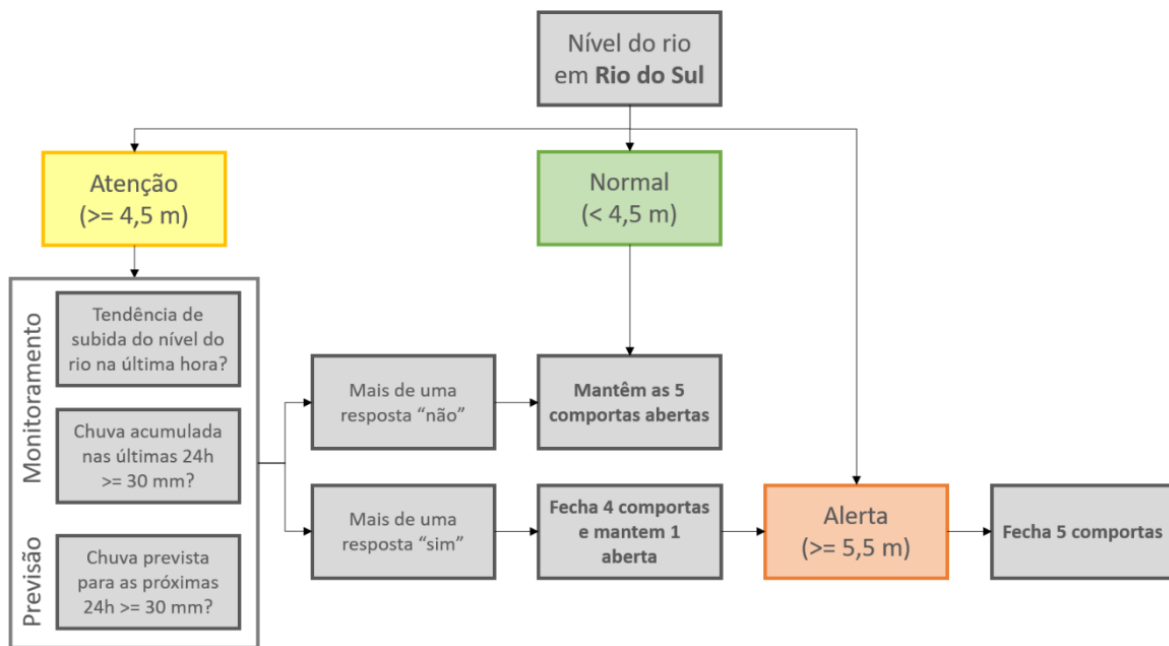 Nível do rio
em Rio do Sul
Atenção
(>= 4,5 m)
Normal
(< 4,5 m)
Monitoramento
Tendência de
subida do nível do
rio na última hora?
Chuva acumulada
nas últimas 24h
>= 30 mm?
Previsão
Chuva prevista
para as próximas
24h >= 30 mm?
Mais de uma
resposta “não”
Mantêm as 5
comportas abertas
Mais de uma
resposta “sim”
Fecha 4 comportas
e mantem 1
aberta
Alerta
(>= 5,5 m)
Fecha 5 comportas